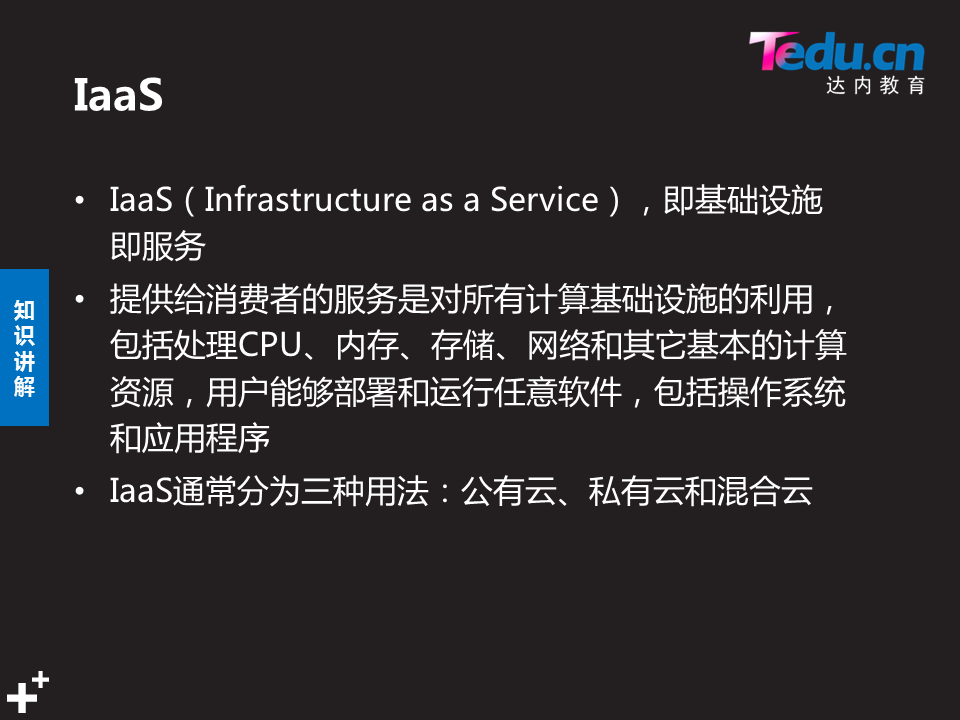 Tedu.cn
达内教育
IaaS
• IaaS（Infrastructure as a Service），即基础设施
即服务
• 提供给消费者的服务是对所有计算基础设施的利用，
包括处理CPU、内存、存储、网络和其它基本的计算
资源，用户能够部署和运行任意软件，包括操作系统
和应用程序
• IaaS通常分为三种用法：公有云、私有云和混合云
知
识
讲
解